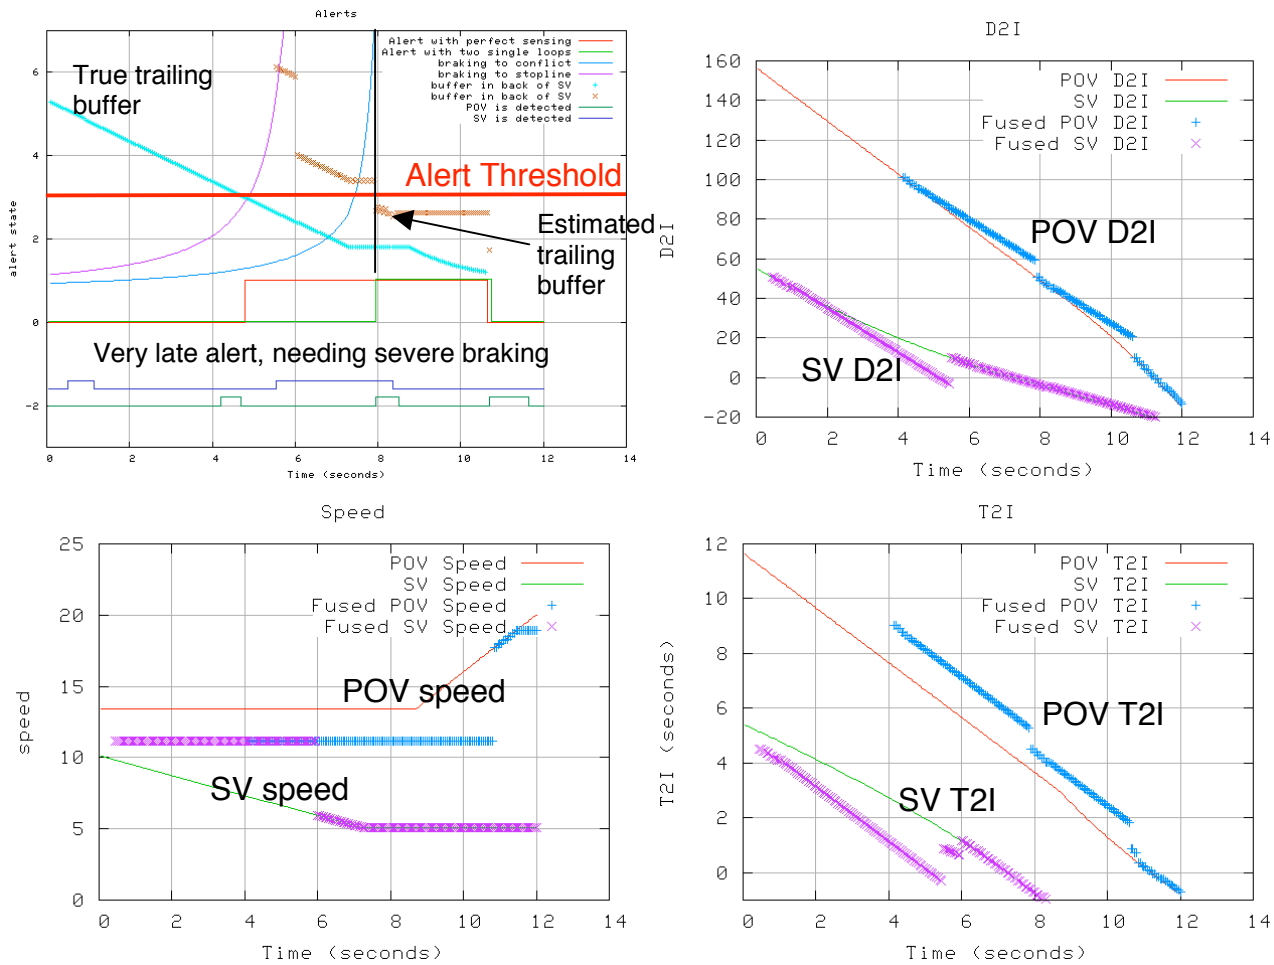 Alerts
Alert with perfect sensing
Alert with two single loops
braking to conflict
braking to stopline
buffer in back of SV
buffer in back of SV
POV is detected
SV is detected
True trailing
buffer
Alert Threshold
Estimated
trailing
buffer
Very late alert, needing severe braking
alert state
6
4
2
0
-2
0 2 4 6 8 10 12 14
Time (seconds)
D2I
POV D2I
SV D2I
Fused POV D2I
Fused SV D2I
POV D2I
SV D2I
D2I
160
140
120
100
80
60
40
20
0
-20
0 2 4 6 8 10 12 14
Time (seconds)
Speed
POV Speed
SV Speed
Fused POV Speed
Fused SV Speed
POV speed
SV speed
speed
25
20
15
10
5
0
0 2 4 6 8 10 12 14
Time (seconds)
T2I
POV T2I
SV T2I
Fused POV T2I
Fused SV T2I
POV T2I
SV T2I
T2I (seconds)
12
10
8
6
4
2
0
0 2 4 6 8 10 12 14
Time (seconds)